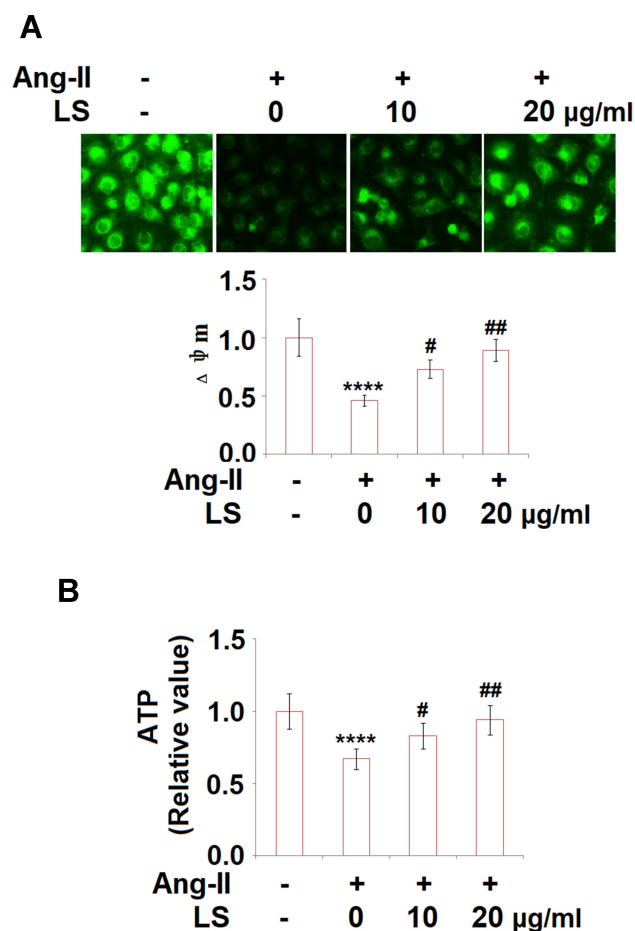 A
Ang-II - + + +
LS - 0 10 20 µg/ml
1.5
1.0
0.5
0.0
Δ ψ m
****
#
##
Ang-II - + + +
LS - 0 10 20 µg/ml
B
1.5
1.0
0.5
0.0
ATP
(Relative value)
****
#
##
Ang-II - + + +
LS - 0 10 20 µg/ml